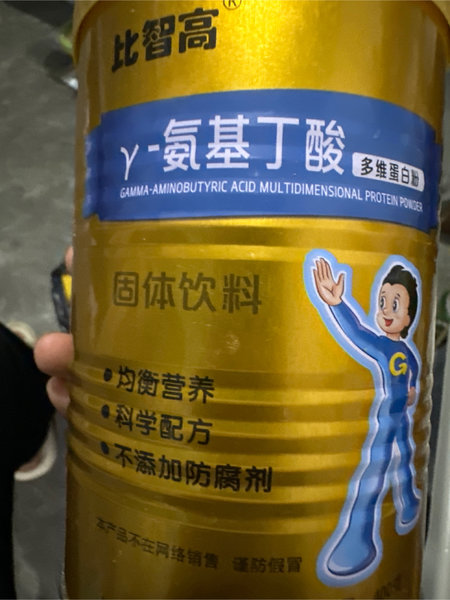 比智高®
γ-氨基丁酸
多维蛋白粉
GAMMA-AMINOBUTYRIC ACID MULTIDIMENSIONAL PROTEIN POWDER
固体饮料
G
•均衡营养
•科学配方
•不添加防腐剂
本产品不在网络销售 谨防假冒